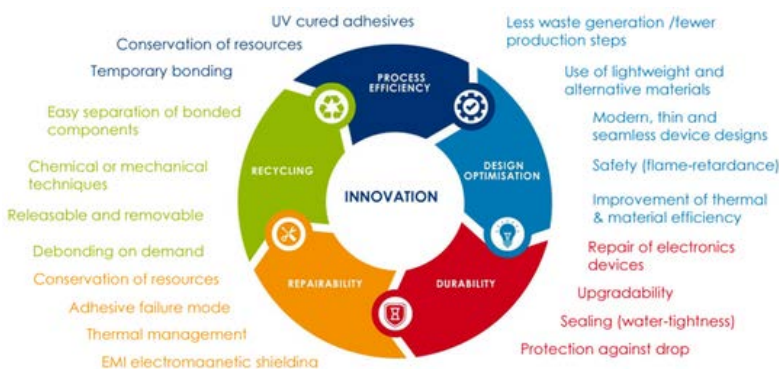 UV cured adhesives
Conservation of resources
Temporary bonding
Less waste generation /fewer
production steps
Use of lightweight and
alternative materials
Modern, thin and
seamless device designs
Safety (flame-retardance)
Improvement of thermal
& material efficiency
Repair of electronics
devices
Upgradability
Sealing (water-tightness)
Protection against drop
Easy separation of bonded
components
Chemical or mechanical
techniques
Releasable and removable
Debonding on demand
Conservation of resources
Adhesive failure mode
Thermal management
EMI electromagnetic shielding
PROCESS
EFFICIENCY
DESIGN
OPTIMISATION
DURABILITY
REPAIRABILITY
RECYCLING
INNOVATION